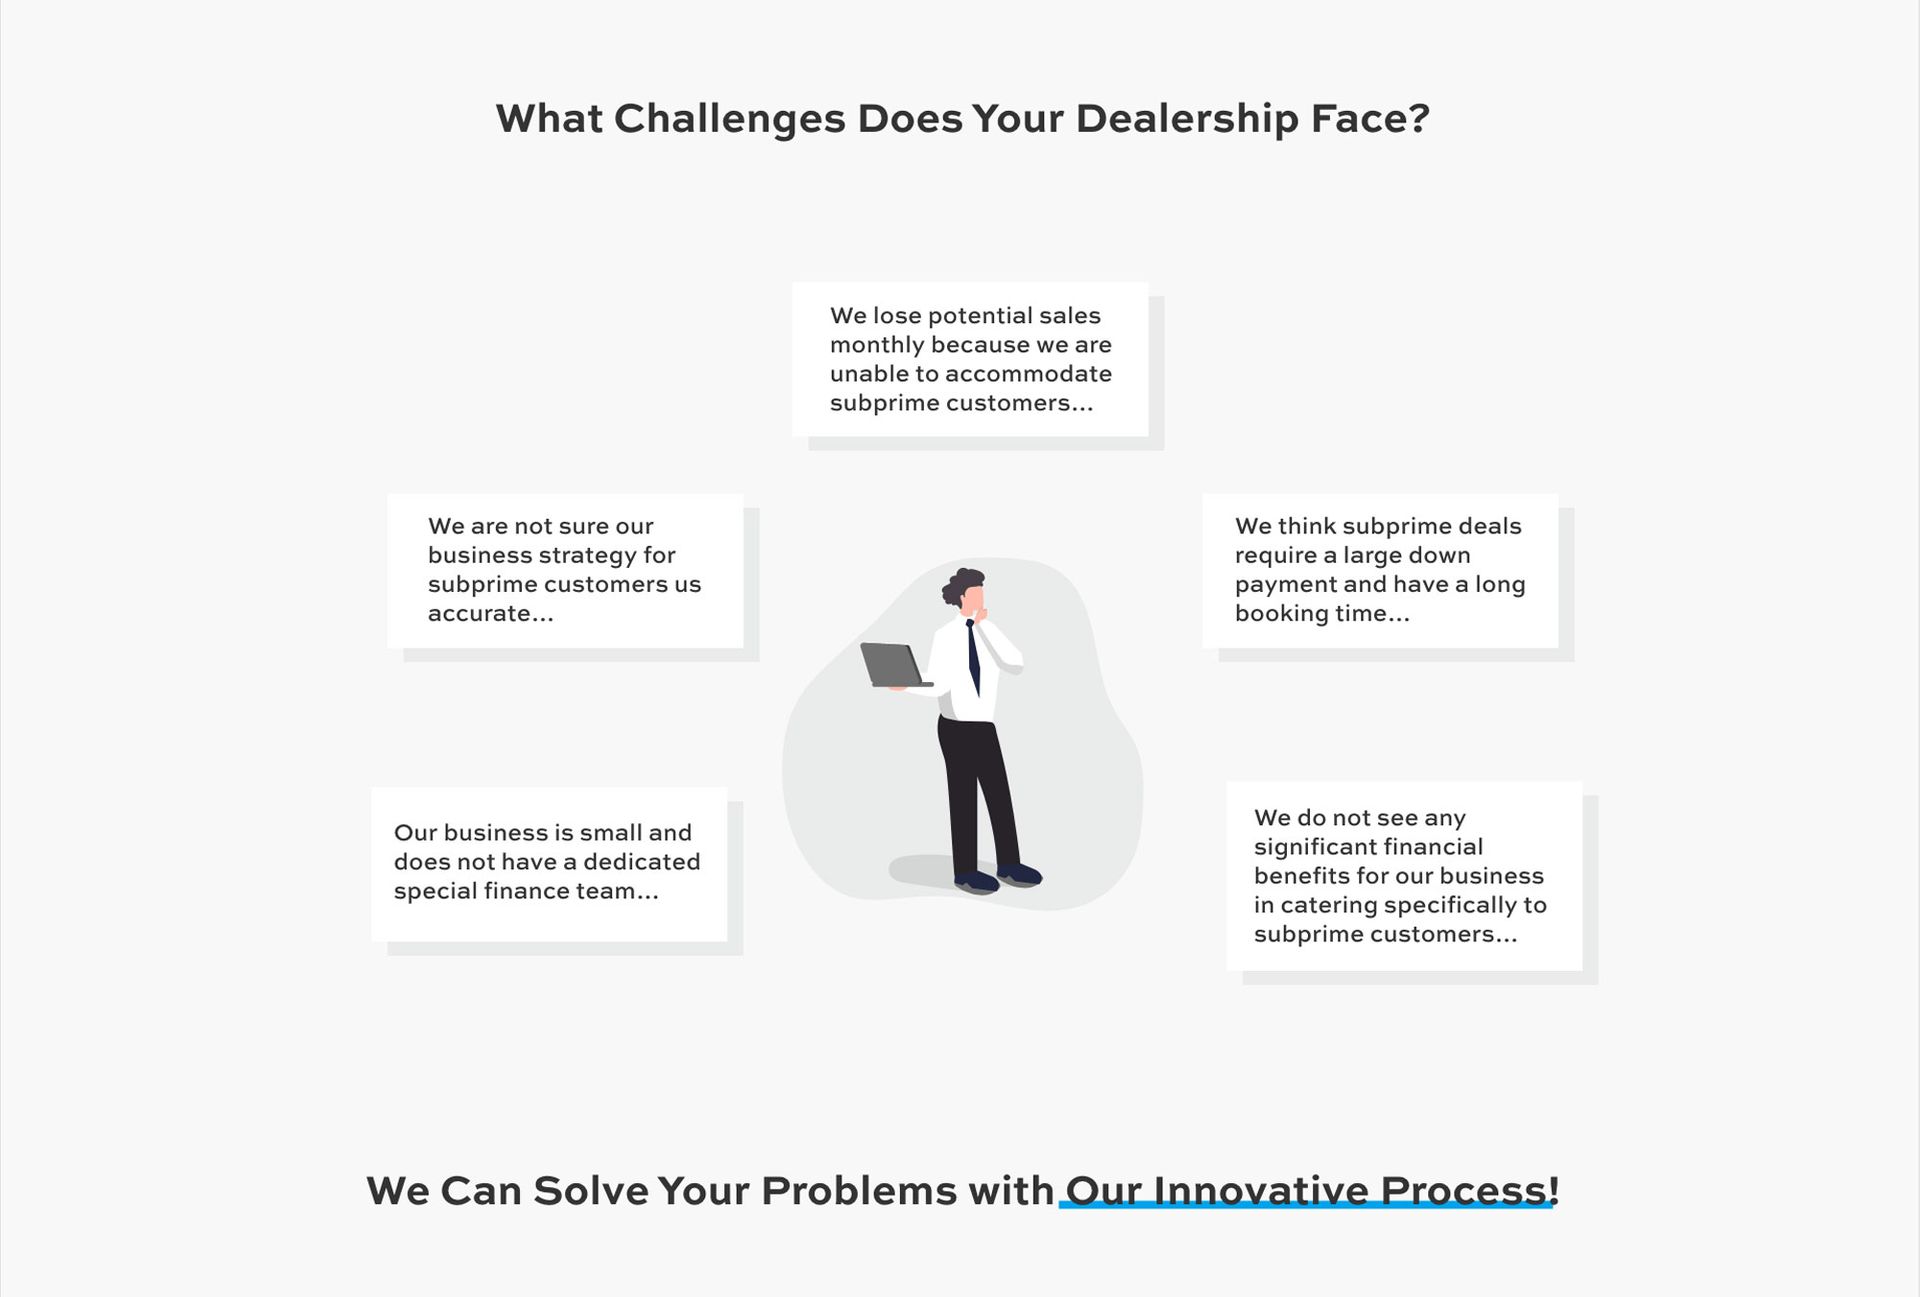 What Challenges Does Your Dealership Face?
We lose potential sales
monthly because we are
unable to accommodate
subprime customers...
We are not sure our
business strategy for
subprime customers us
accurate...
We think subprime deals
require a large down
payment and have a long
booking time...
Our business is small and
does not have a dedicated
special finance team...
We do not see any
significant financial
benefits for our business
in catering specifically to
subprime customers...
We Can Solve Your Problems with Our Innovative Process!